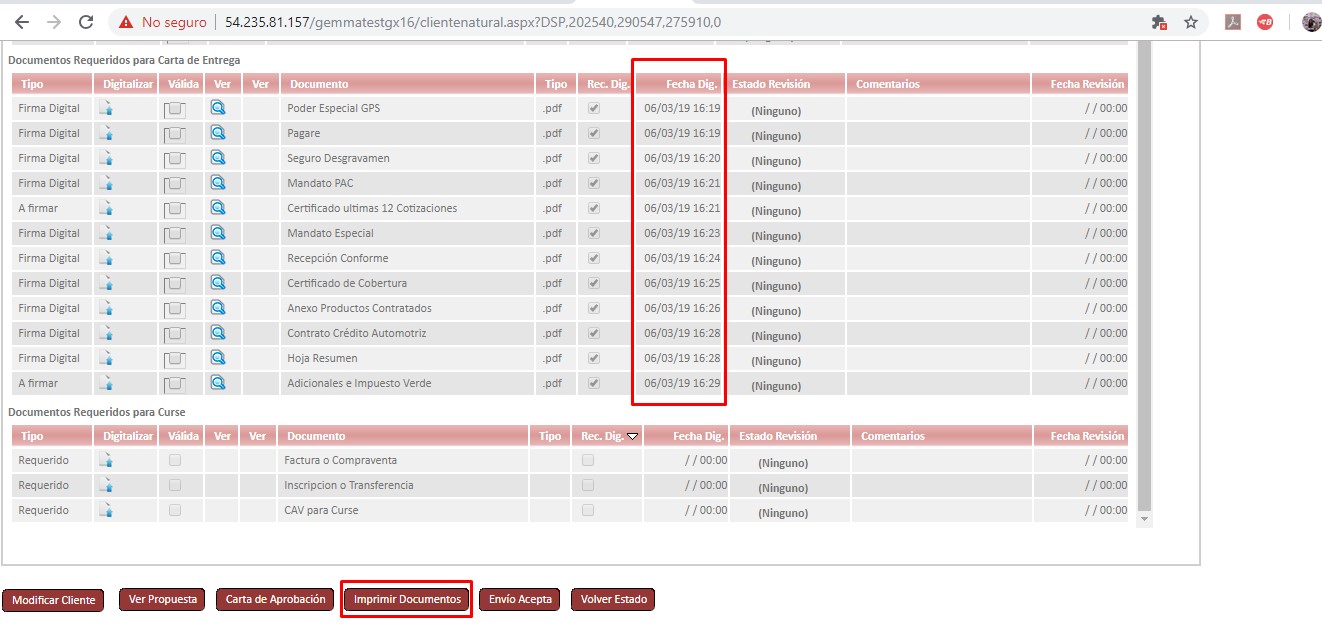 No seguro 54.235.81.157/gemmatestgx16/clientenatural.aspx?DSP,202540,290547,275910,0
Documentos Requeridos para Carta de Entrega
Tipo Digitalizar Válida Ver Ver Documento Tipo Rec. Dig. Fecha Dig. Estado Revisión Comentarios Fecha Revisión
Firma Digital Poder Especial GPS .pdf 06/03/19 16:19 (Ninguno) / / 00:00
Firma Digital Pagare .pdf 06/03/19 16:19 (Ninguno) / / 00:00
Firma Digital Seguro Desgravamen .pdf 06/03/19 16:20 (Ninguno) / / 00:00
Firma Digital Mandato PAC .pdf 06/03/19 16:21 (Ninguno) / / 00:00
A firmar Certificado ultimas 12 Cotizaciones .pdf 06/03/19 16:21 (Ninguno) / / 00:00
Firma Digital Mandato Especial .pdf 06/03/19 16:23 (Ninguno) / / 00:00
Firma Digital Recepción Conforme .pdf 06/03/19 16:24 (Ninguno) / / 00:00
Firma Digital Certificado de Cobertura .pdf 06/03/19 16:25 (Ninguno) / / 00:00
Firma Digital Anexo Productos Contratados .pdf 06/03/19 16:26 (Ninguno) / / 00:00
Firma Digital Contrato Crédito Automotriz .pdf 06/03/19 16:28 (Ninguno) / / 00:00
Firma Digital Hoja Resumen .pdf 06/03/19 16:28 (Ninguno) / / 00:00
A firmar Adicionales e Impuesto Verde .pdf 06/03/19 16:29 (Ninguno) / / 00:00
Documentos Requeridos para Curse
Tipo Digitalizar Válida Ver Ver Documento Tipo Rec. Dig. Fecha Dig. Estado Revisión Comentarios Fecha Revisión
Requerido Factura o Compraventa / / 00:00 (Ninguno) / / 00:00
Requerido Inscripcion o Transferencia / / 00:00 (Ninguno) / / 00:00
Requerido CAV para Curse / / 00:00 (Ninguno) / / 00:00
Modificar Cliente Ver Propuesta Carta de Aprobación Imprimir Documentos Envío Acepta Volver Estado